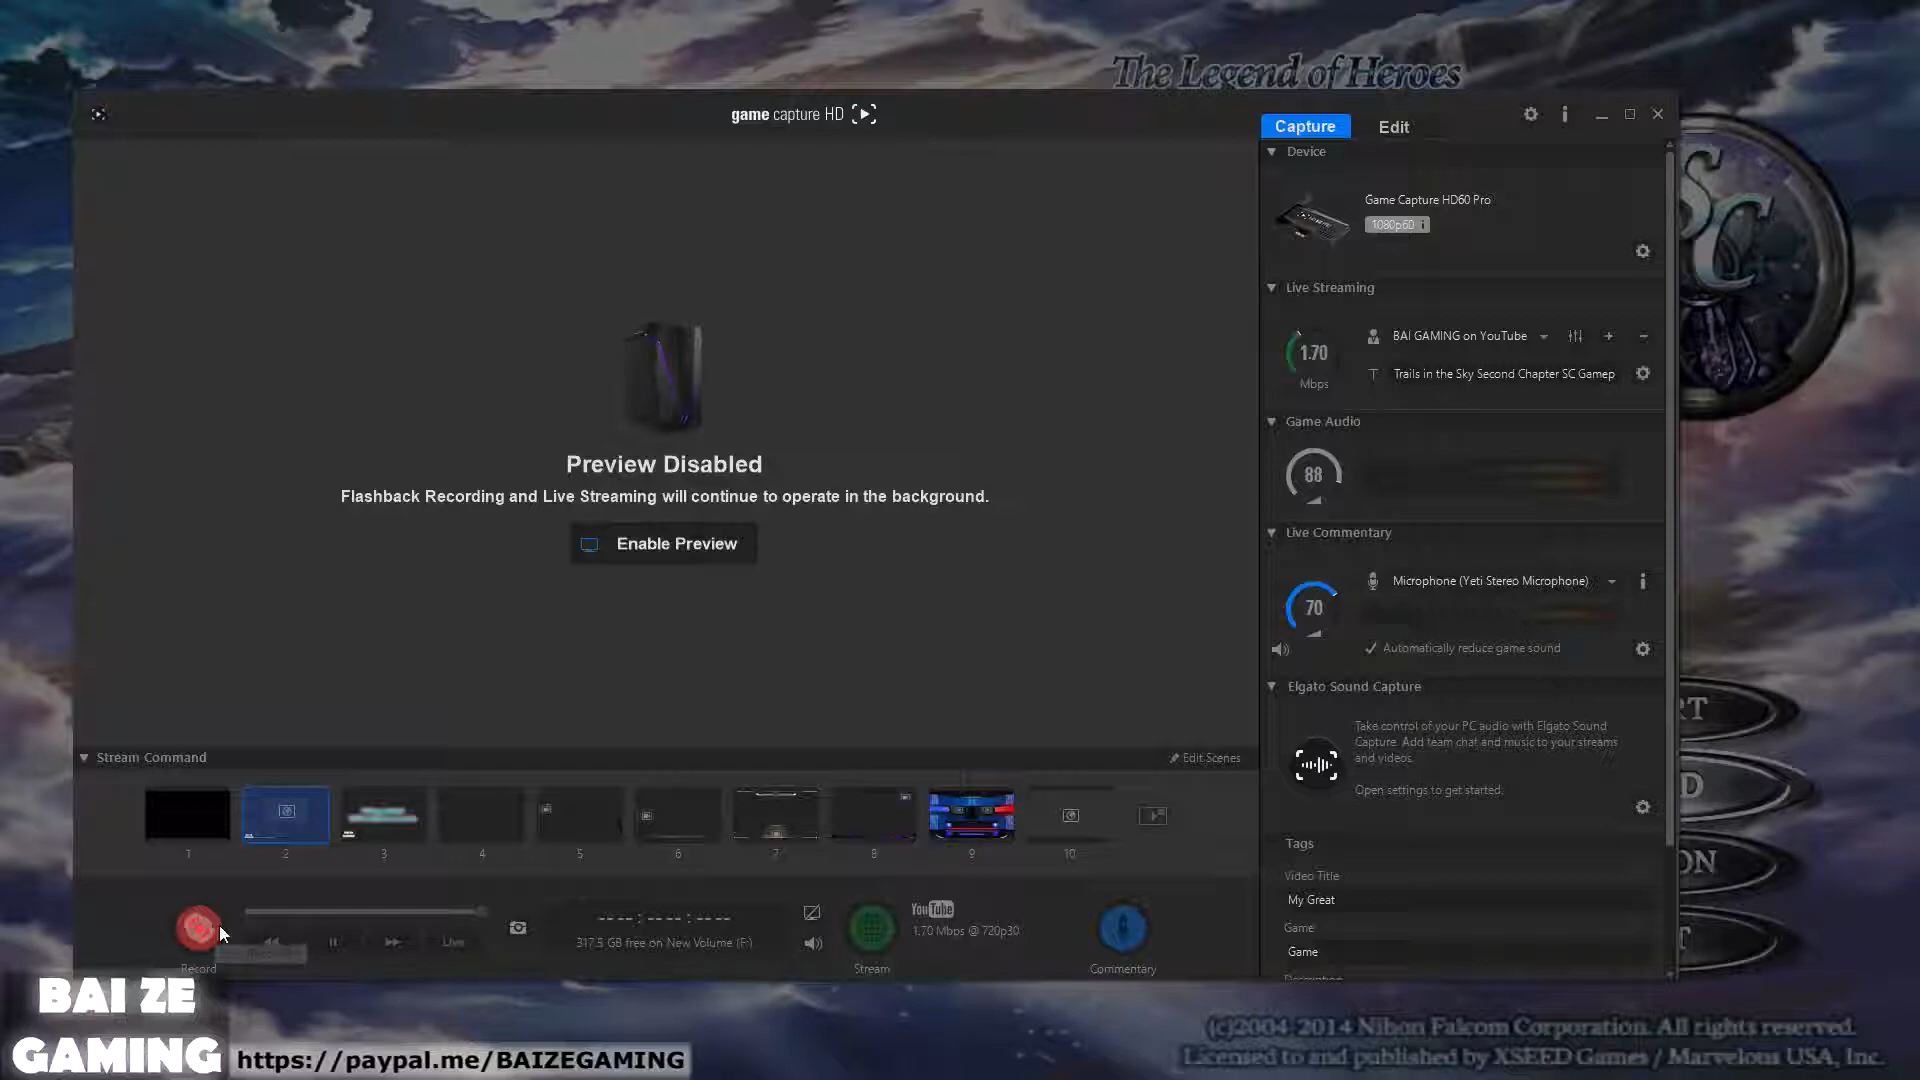 The Legend of Heroes
game capture HD
Capture
Edit
Device
Game Capture HD60 Pro
1080p60 i
Live Streaming
1.70
Mbps
BAI GAMING on YouTube
Trails in the Sky Second Chapter SC Gamep
Game Audio
88
Live Commentary
70
Microphone (Yeti Stereo Microphone)
Automatically reduce game sound
Elgato Sound Capture
Take control of your PC audio with Elgato Sound
Capture. Add team chat and music to your streams
and videos.
Open settings to get started.
Tags
Video Title
My Great
Game
Game
Description
Preview Disabled
Flashback Recording and Live Streaming will continue to operate in the background.
Enable Preview
Stream Command
Edit Scenes
1
2
3
4
5
6
7
8
9
10
Record
Live
-- -- : -- -- : -- --
317.5 GB free on New Volume (F:)
Stream
YouTube
1.70 Mbps @ 720p30
Commentary
SC
RT
D
ON
T
BAI ZE
GAMING
https://paypal.me/BAIZEGAMING
(c)2004-2014 Nihon Falcom Corporation. All rights reserved.
Licensed to and published by XSEED Games / Marvelous USA, Inc.